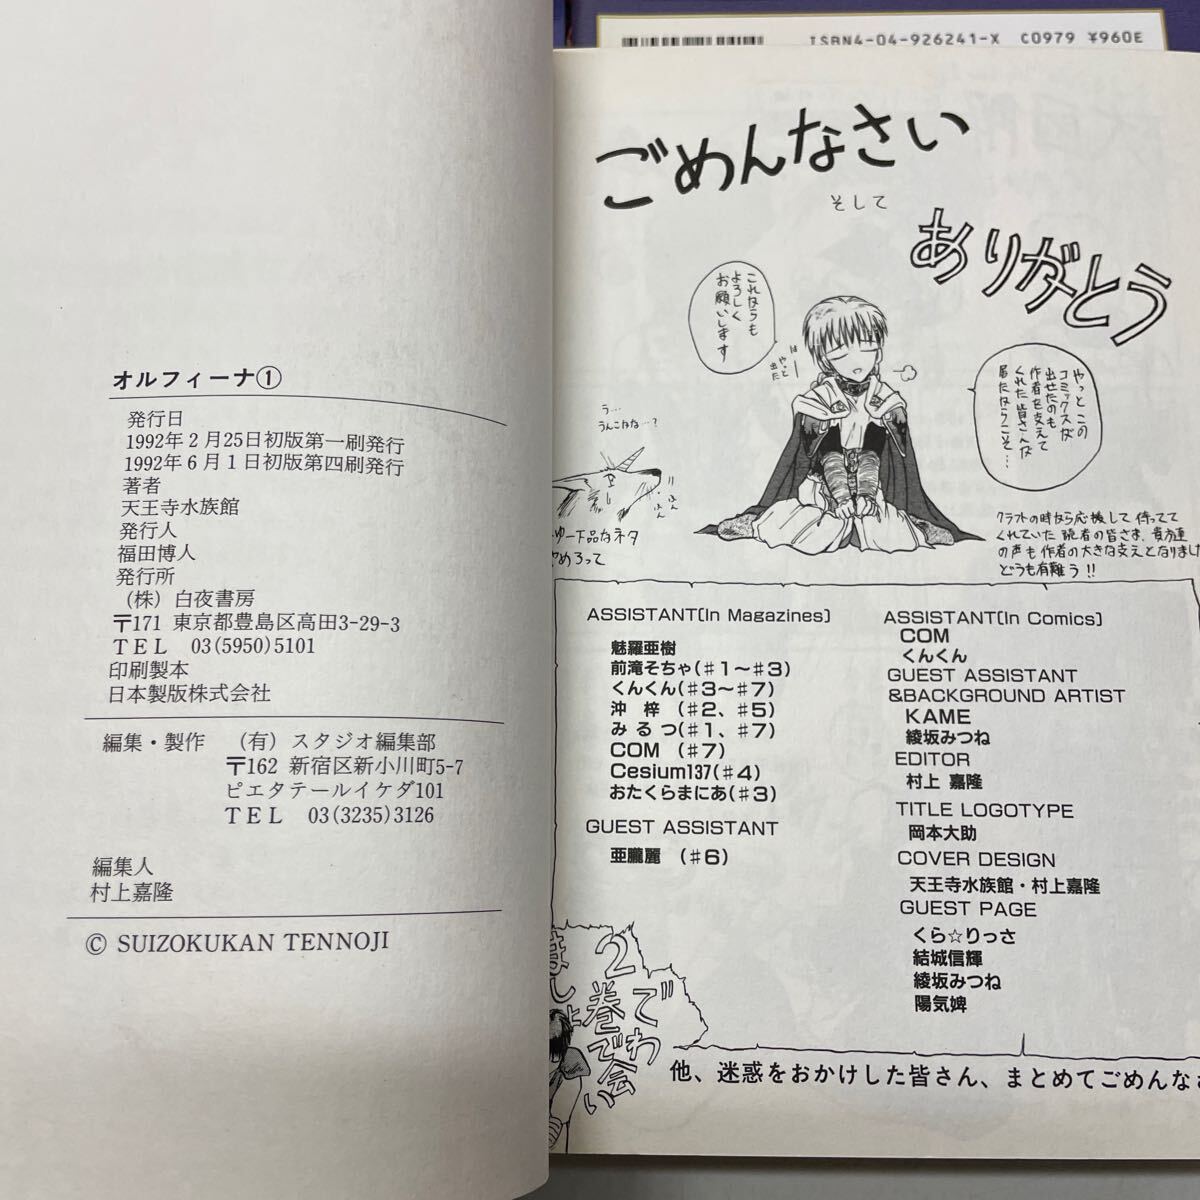 ISBN4-04-926241-X C0979 ¥960E
オルフィーナ①
発行日
1992年2月25日初版第一刷発行
1992年6月1日初版第四刷発行
著者
天王寺水族館
発行人
福田博人
発行所
(株) 白夜書房
〒171 東京都豊島区高田3-29-3
TEL 03(5950)5101
印刷製本
日本製版株式会社
編集・製作 (有) スタジオ編集部
〒162 新宿区新小川町5-7
ピエタテールイケダ101
TEL 03(3235)3126
編集人
村上嘉隆
© SUIZOKUKAN TENNOJI
ごめんなさい
そして
ありがとう
これからも
よろしく
お願いします
はー
やっと
出た
やっとこの
コミックスが
出せたのも
作者を支えて
くれた皆さんが
居たからこそ…
う…
うんこかな…?
ゆー下品なネタ
やめろって
クラフトの時から応援して待ってて
くれていた読者の皆さま、貴方達
の声も作者の大きな支えとなりまし
どうも有難う!!
ASSISTANT[In Magazines]
魅羅亜樹
前滝そちゃ(♯1〜♯3)
くんくん(♯3〜♯7)
沖 梓 (♯2、♯5)
みるつ(♯1、♯7)
COM (♯7)
Cesium137(♯4)
おたくらまにあ(♯3)
GUEST ASSISTANT
亜朧麗 (♯6)
ASSISTANT[In Comics]
COM
くんくん
GUEST ASSISTANT
&BACKGROUND ARTIST
KAME
綾坂みつね
EDITOR
村上 嘉隆
TITLE LOGOTYPE
岡本大助
COVER DESIGN
天王寺水族館・村上嘉隆
GUEST PAGE
くら☆りっさ
結城信輝
綾坂みつね
陽気婢
でわ
2巻で会い
ましょ
他、迷惑をおかけした皆さん、まとめてごめんなさ